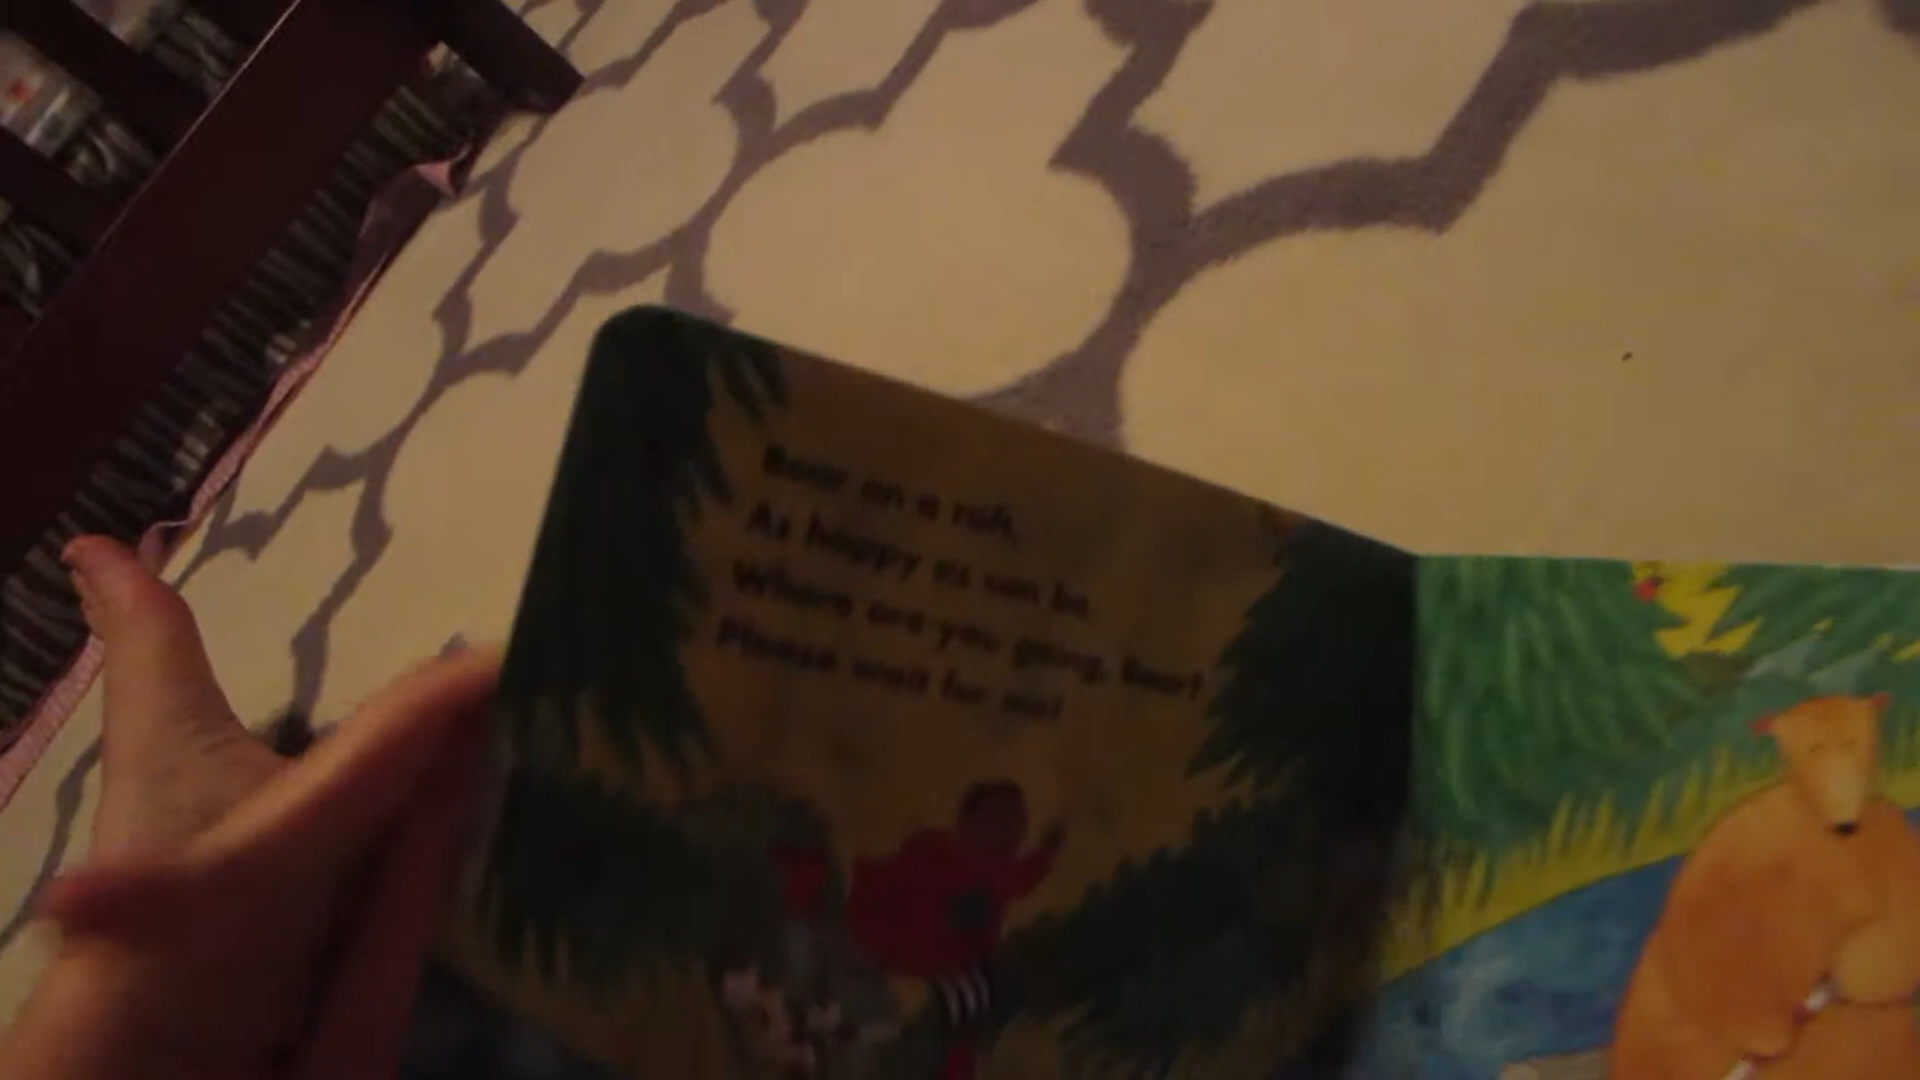 Bear on a raft,
As happy as can be.
Where are you going, Bear?
Please wait for me!